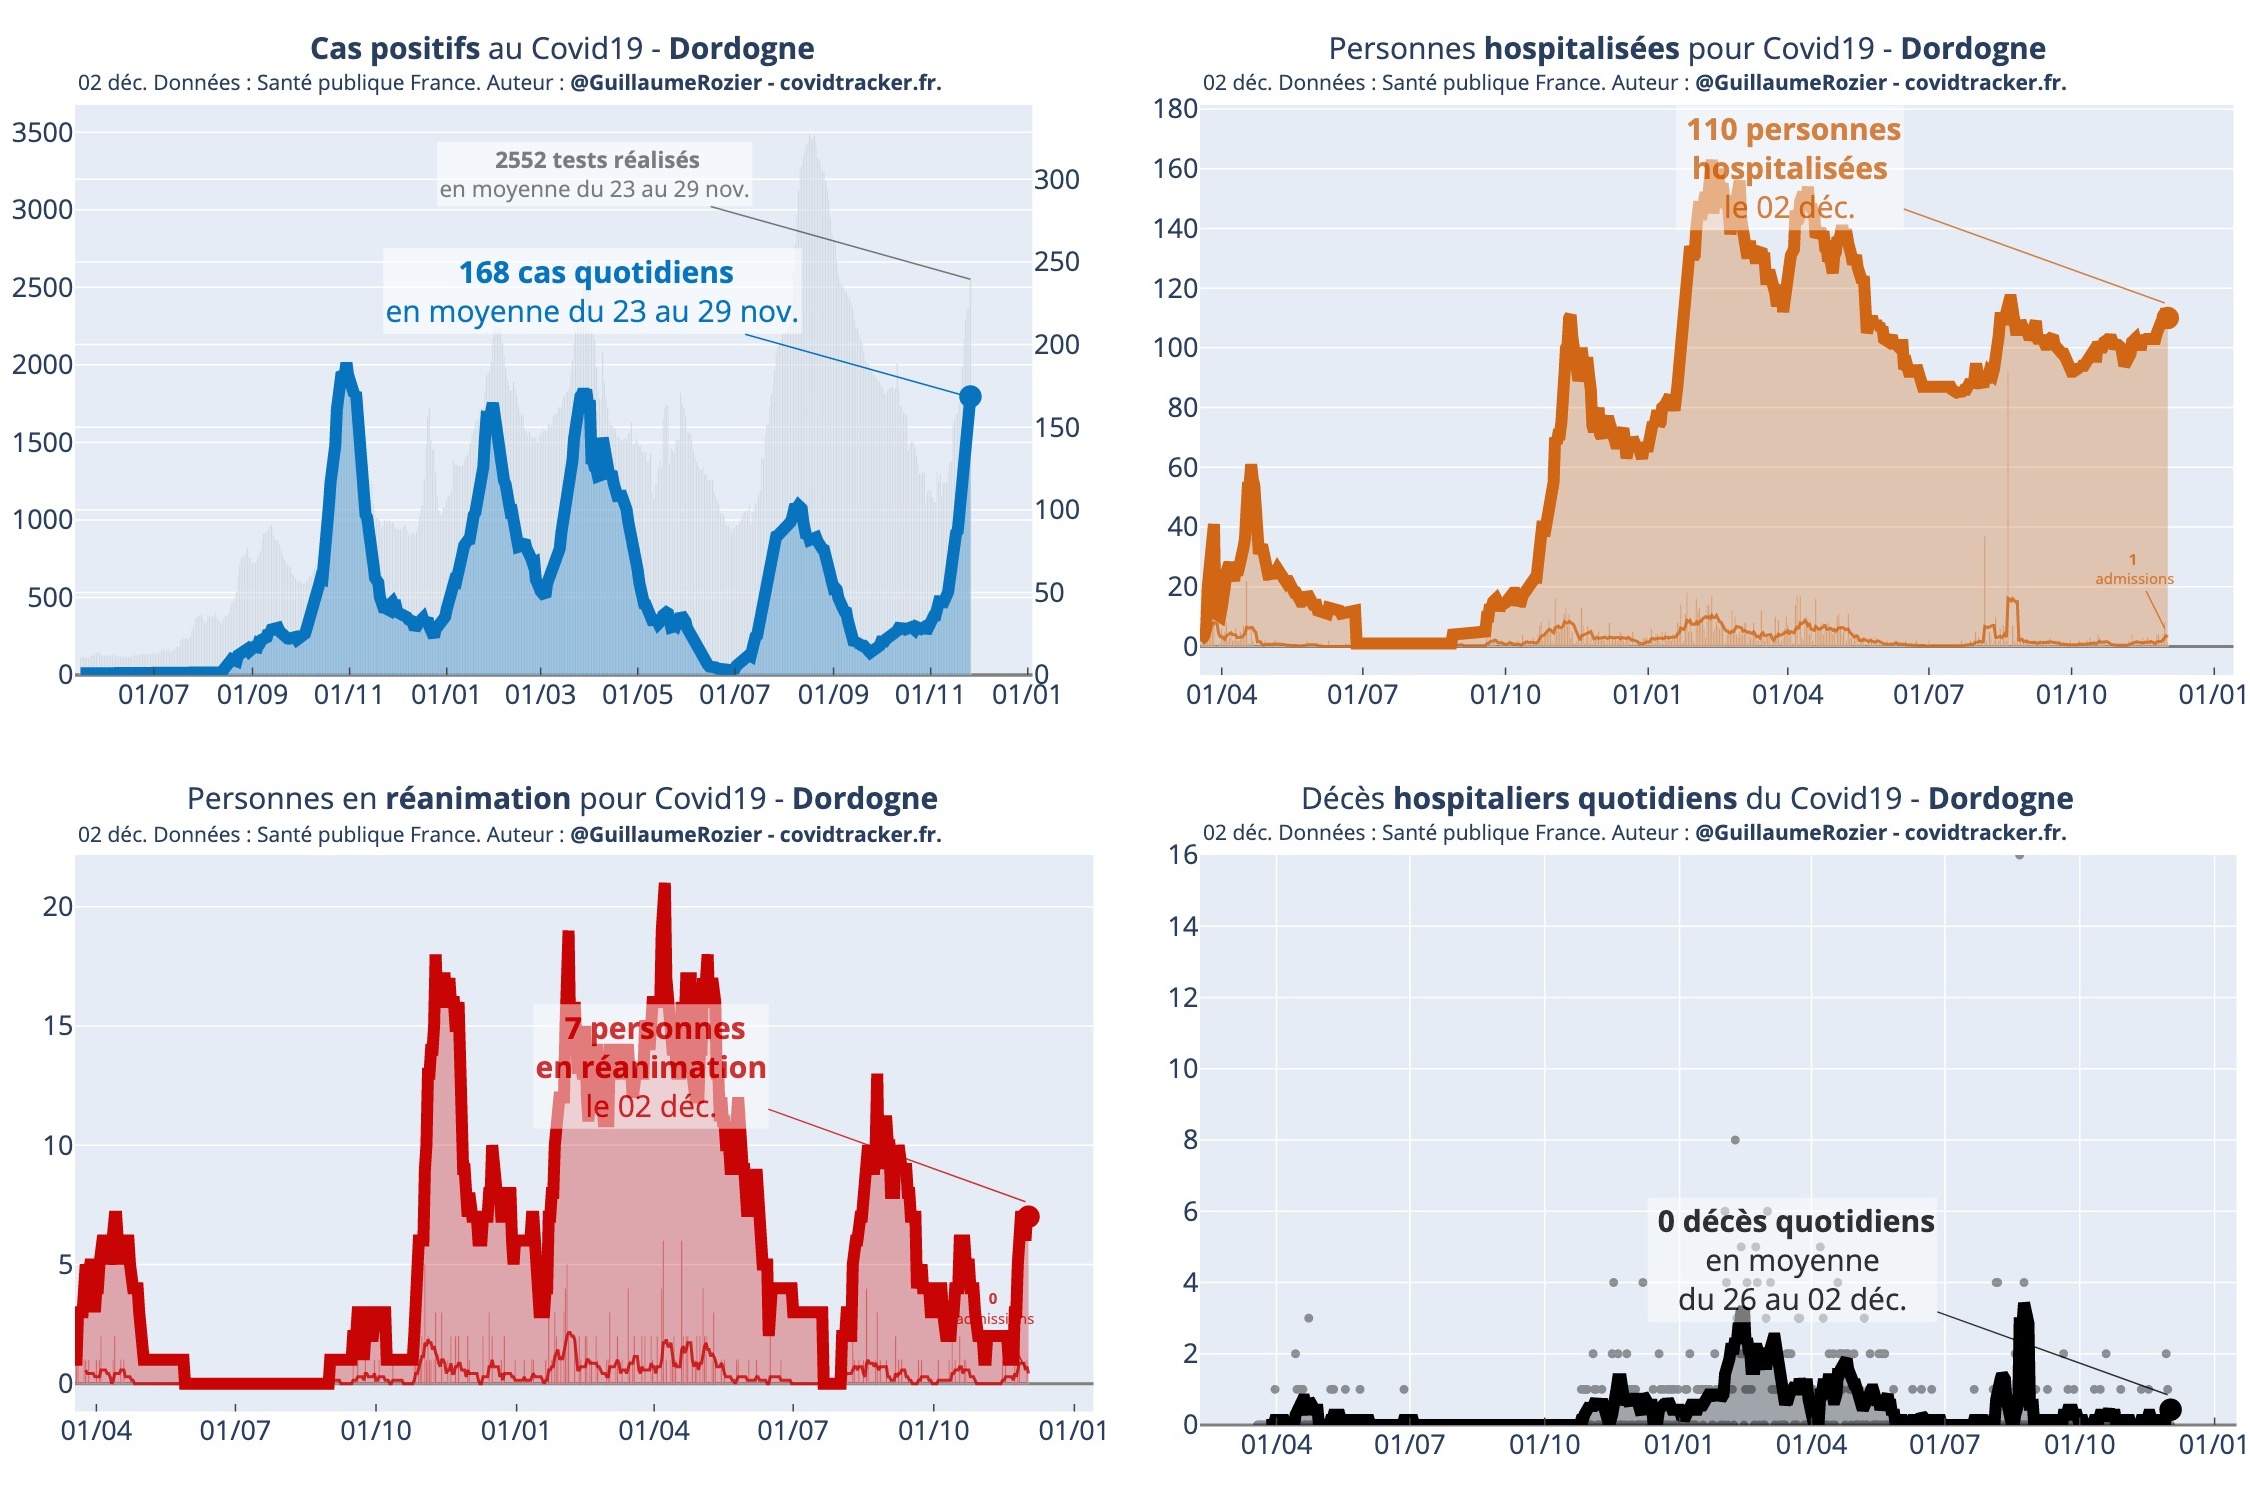 Cas positifs au Covid19 - Dordogne
02 déc. Données : Santé publique France. Auteur : @GuillaumeRozier - covidtracker.fr.
3500
3000
2500
2000
1500
1000
500
0
300
250
200
150
100
50
0
2552 tests réalisés
en moyenne du 23 au 29 nov.
168 cas quotidiens
en moyenne du 23 au 29 nov.
01/07 01/09 01/11 01/01 01/03 01/05 01/07 01/09 01/11 01/01
Personnes hospitalisées pour Covid19 - Dordogne
02 déc. Données : Santé publique France. Auteur : @GuillaumeRozier - covidtracker.fr.
180
160
140
120
100
80
60
40
20
0
110 personnes
hospitalisées
le 02 déc.
1
admissions
01/04 01/07 01/10 01/01 01/04 01/07 01/10 01/01
Personnes en réanimation pour Covid19 - Dordogne
02 déc. Données : Santé publique France. Auteur : @GuillaumeRozier - covidtracker.fr.
20
15
10
5
0
7 personnes
en réanimation
le 02 déc.
0
admissions
01/04 01/07 01/10 01/01 01/04 01/07 01/10 01/01
Décès hospitaliers quotidiens du Covid19 - Dordogne
02 déc. Données : Santé publique France. Auteur : @GuillaumeRozier - covidtracker.fr.
16
14
12
10
8
6
4
2
0
0 décès quotidiens
en moyenne
du 26 au 02 déc.
01/04 01/07 01/10 01/01 01/04 01/07 01/10 01/01